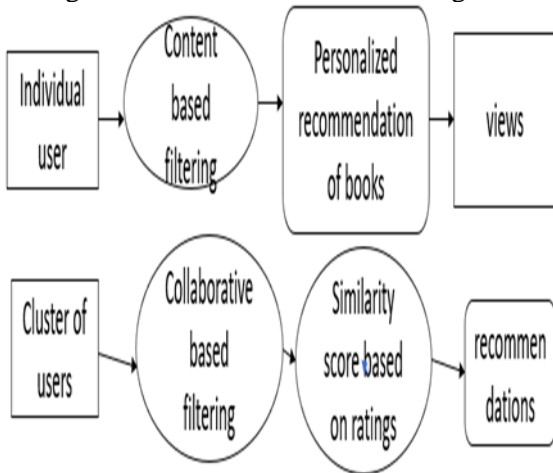 Individual
user
Content
based
filtering
Personalized
recommendation
of books
views
Cluster of
users
Collaborative
based
filtering
Similarity
score based
on ratings
recommen
dations